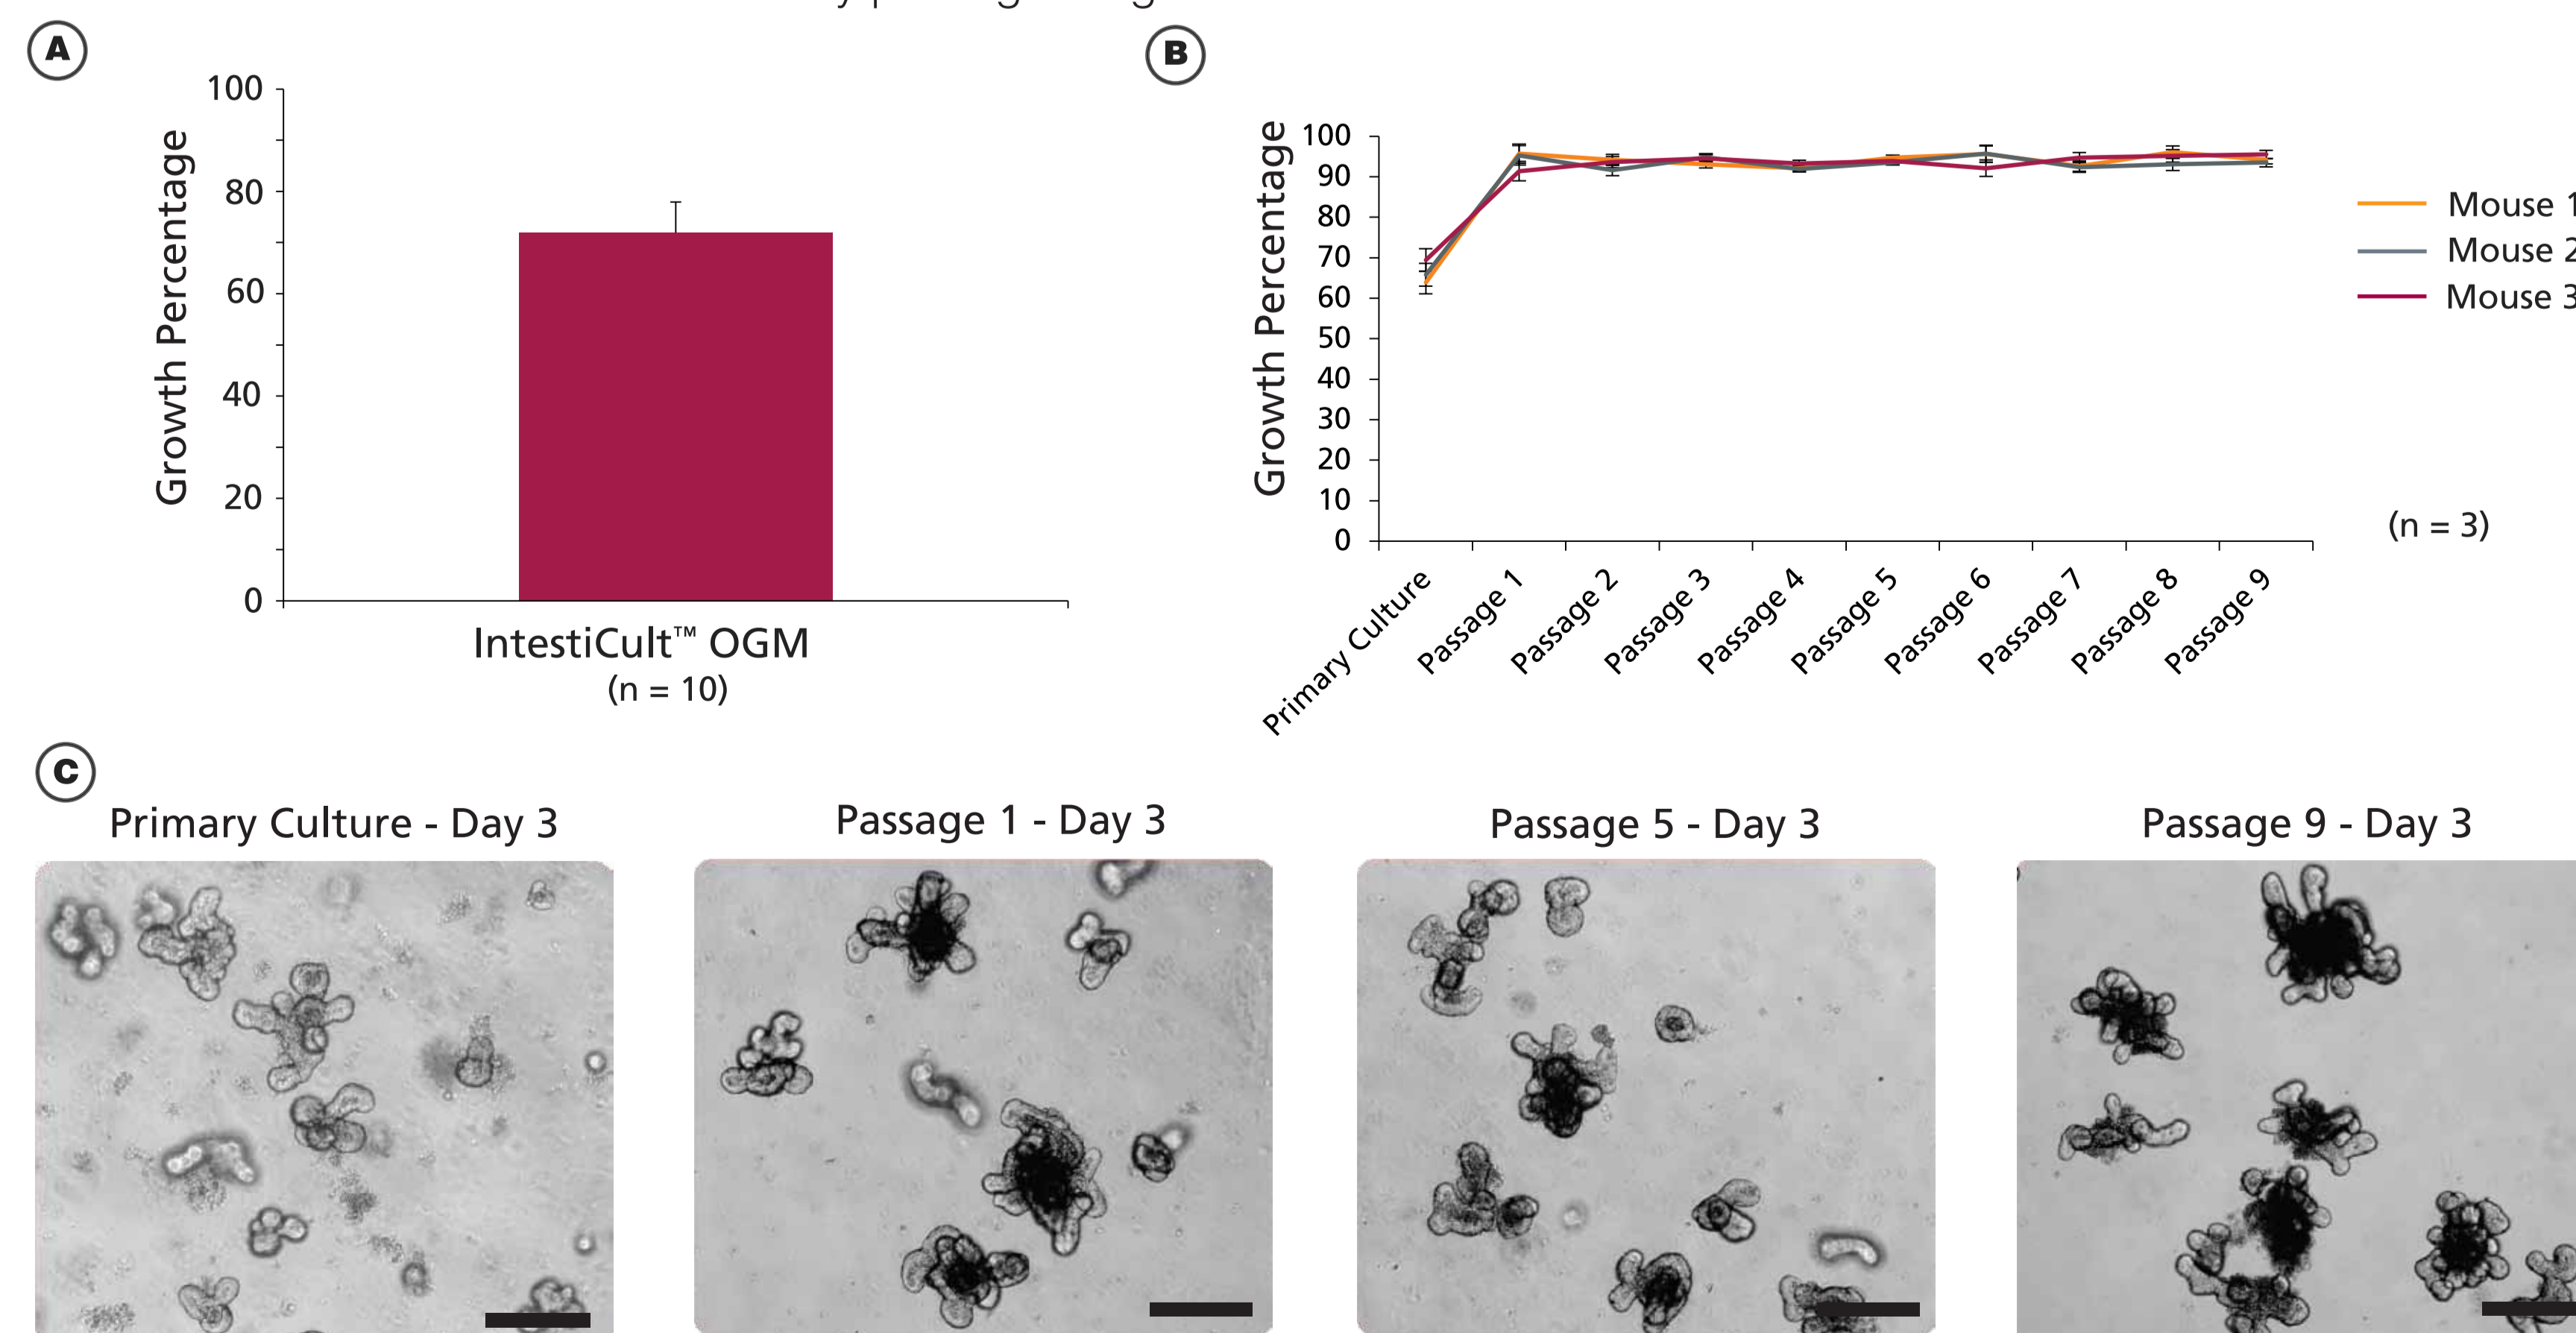 A
B
100
80
60
40
20
0
Growth Percentage
IntestiCult™ OGM
(n = 10)
100
90
80
70
60
50
40
30
20
10
0
Growth Percentage
Primary Culture
Passage 1
Passage 2
Passage 3
Passage 4
Passage 5
Passage 6
Passage 7
Passage 8
Passage 9
Mouse 1
Mouse 2
Mouse 3
(n = 3)
C
Primary Culture - Day 3
Passage 1 - Day 3
Passage 5 - Day 3
Passage 9 - Day 3